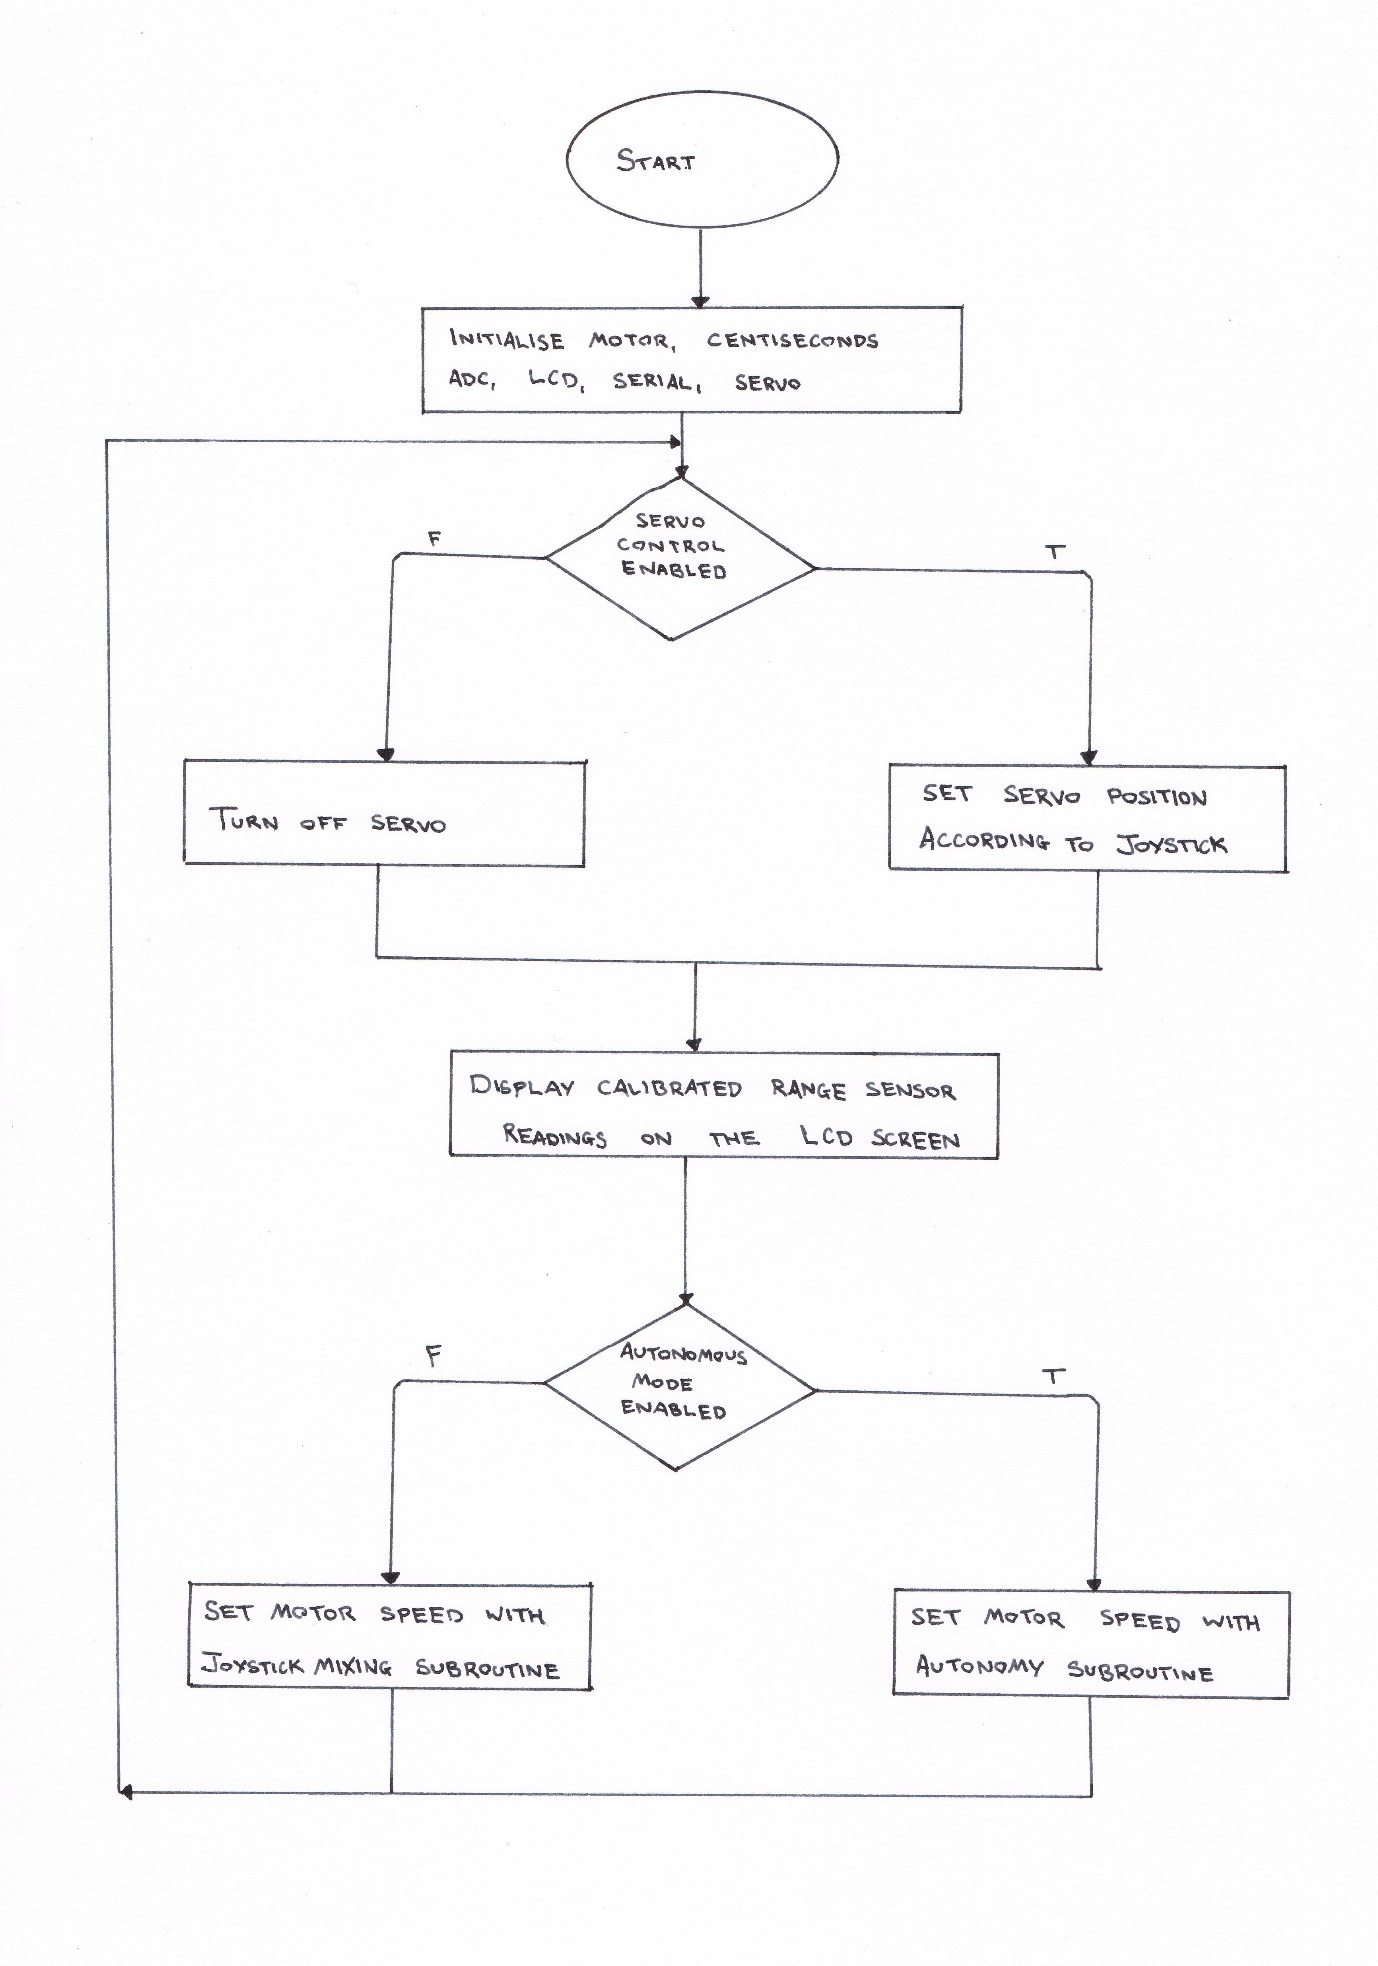 START
INITIALISE MOTOR, CENTISECONDS
ADC, LCD, SERIAL, SERVO
SERVO
CONTROL
ENABLED
F
T
TURN OFF SERVO
SET SERVO POSITION
ACCORDING TO JOYSTICK
DISPLAY CALIBRATED RANGE SENSOR
READINGS ON THE LCD SCREEN
AUTONOMOUS
MODE
ENABLED
F
T
SET MOTOR SPEED WITH
JOYSTICK MIXING SUBROUTINE
SET MOTOR SPEED WITH
AUTONOMY SUBROUTINE